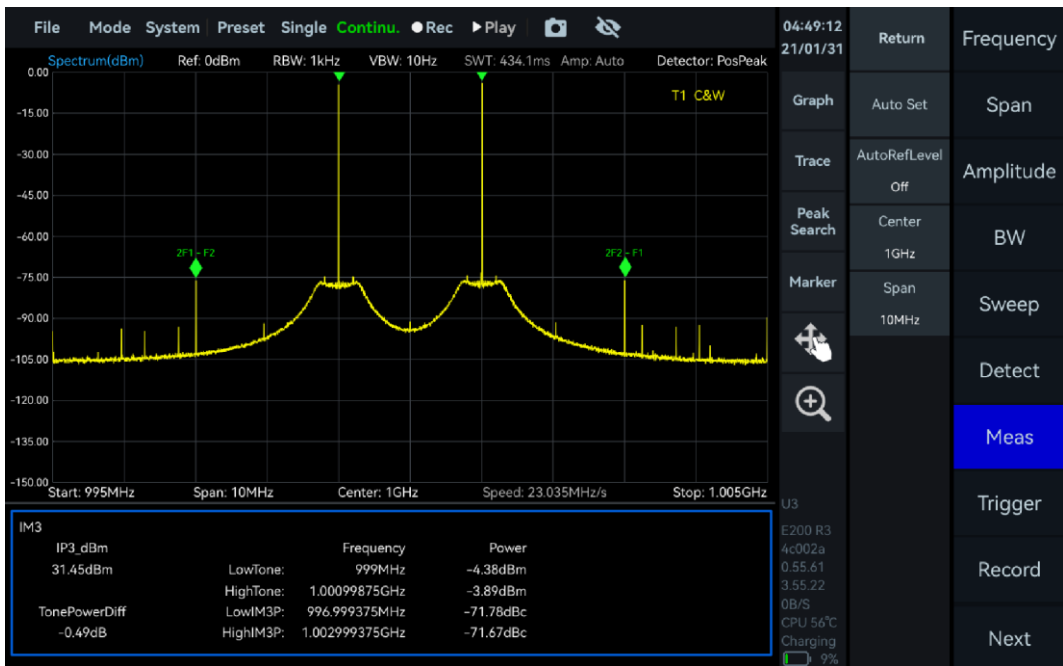 File Mode System Preset Single Continu. Rec Play
04:49:12
21/01/31
Return
Frequency
Spectrum(dBm) Ref: 0dBm RBW: 1kHz VBW: 10Hz SWT: 434.1ms Amp: Auto Detector: PosPeak
0.00
T1 C&W
Graph
Auto Set
Span
-15.00
-30.00
Trace
AutoRefLevel
Off
Amplitude
-45.00
Peak
Search
Center
1GHz
BW
-60.00
2F1 - F2
2F2 - F1
-75.00
Marker
Span
10MHz
Sweep
-90.00
-105.00
Detect
-120.00
-135.00
Meas
-150.00
Start: 995MHz Span: 10MHz Center: 1GHz Speed: 23.035MHz/s Stop: 1.005GHz
U3
Trigger
IM3
E200 R3
IP3_dBm Frequency Power
4c002a
31.45dBm LowTone: 999MHz -4.38dBm
0.55.61
Record
HighTone: 1.00099875GHz -3.89dBm
3.55.22
0B/S
TonePowerDiff LowIM3P: 996.999375MHz -71.78dBc
CPU 56℃
-0.49dB HighIM3P: 1.002999375GHz -71.67dBc
Charging
Next
9%